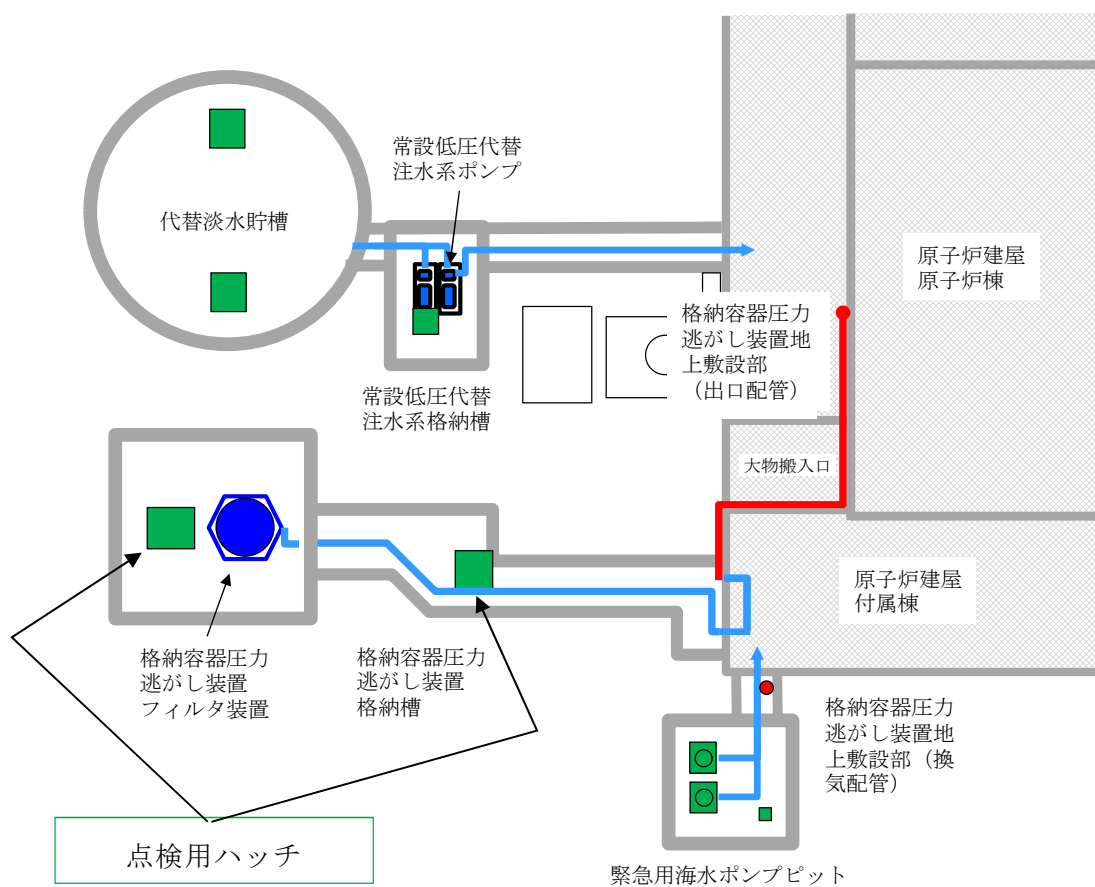 常設低圧代替
注水系ポンプ
代替淡水貯槽
原子炉建屋
原子炉棟
格納容器圧力
逃がし装置地
上敷設部
（出口配管）
常設低圧代替
注水系格納槽
大物搬入口
原子炉建屋
付属棟
格納容器圧力
逃がし装置
フィルタ装置
格納容器圧力
逃がし装置
格納槽
格納容器圧力
逃がし装置地
上敷設部（換
気配管）
点検用ハッチ
緊急用海水ポンプピット